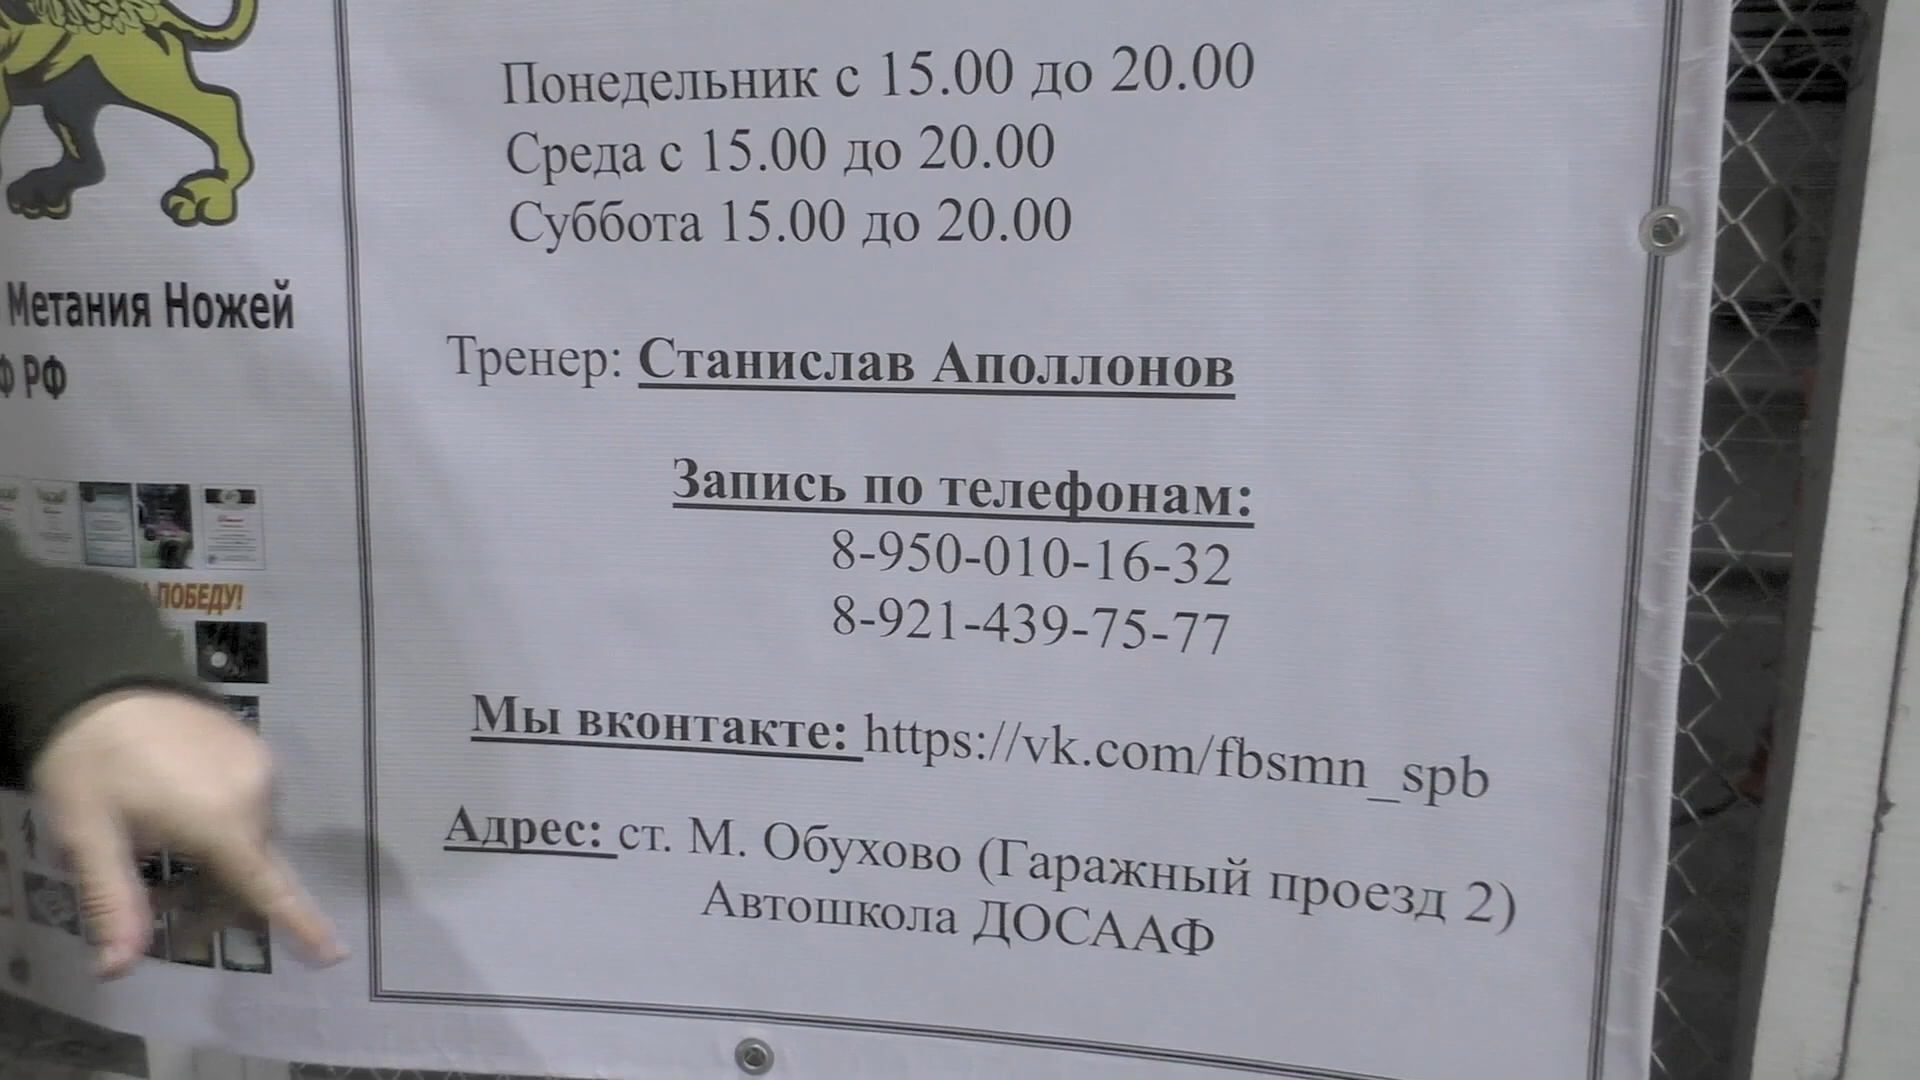 Понедельник с 15.00 до 20.00
Среда с 15.00 до 20.00
Суббота 15.00 до 20.00
Метания Ножей
РФ
ПОБЕДУ!
Тренер: Станислав Аполлонов
Запись по телефонам:
8-950-010-16-32
8-921-439-75-77
Мы вконтакте: https://vk.com/fbsmn_spb
Адрес: ст. М. Обухово (Гаражный проезд 2)
Автошкола ДОСААФ